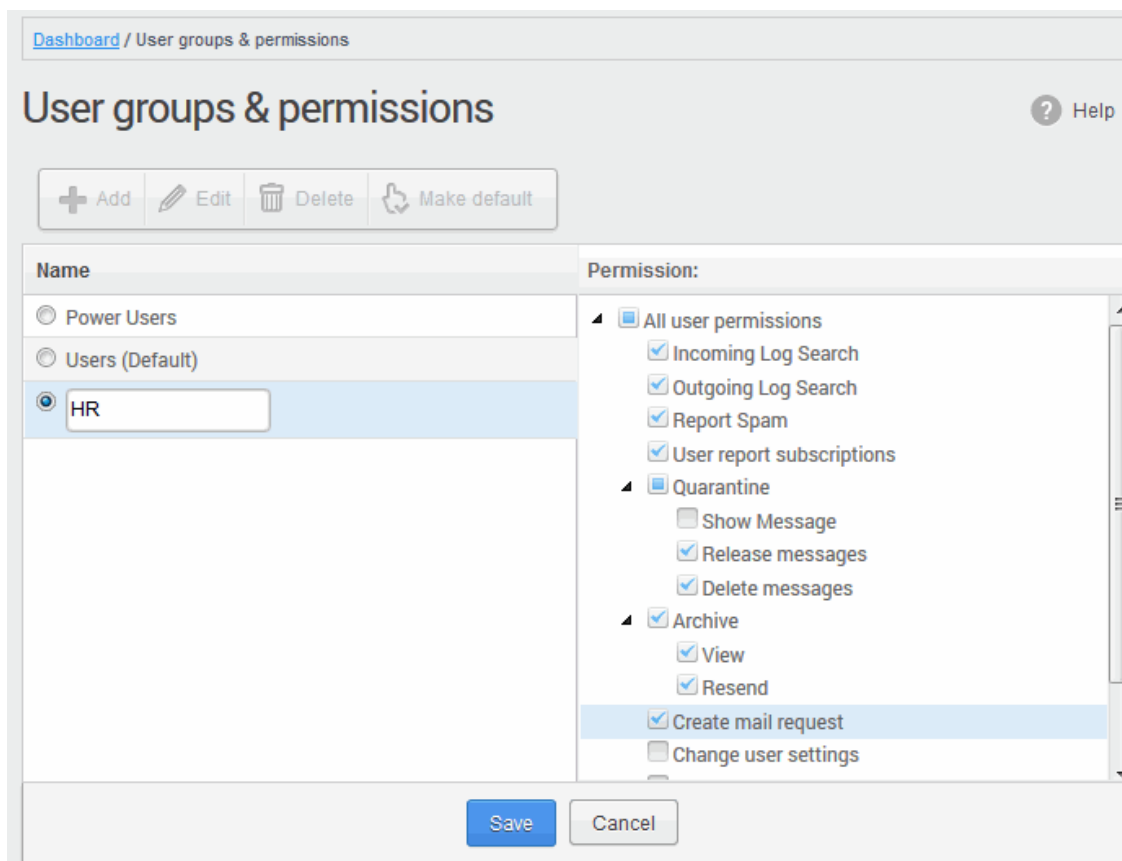 Dashboard / User groups & permissions
User groups & permissions
Help
Add Edit Delete Make default
Name
Permission:
Power Users
Users (Default)
HR
All user permissions
Incoming Log Search
Outgoing Log Search
Report Spam
User report subscriptions
Quarantine
Show Message
Release messages
Delete messages
Archive
View
Resend
Create mail request
Change user settings
Save Cancel